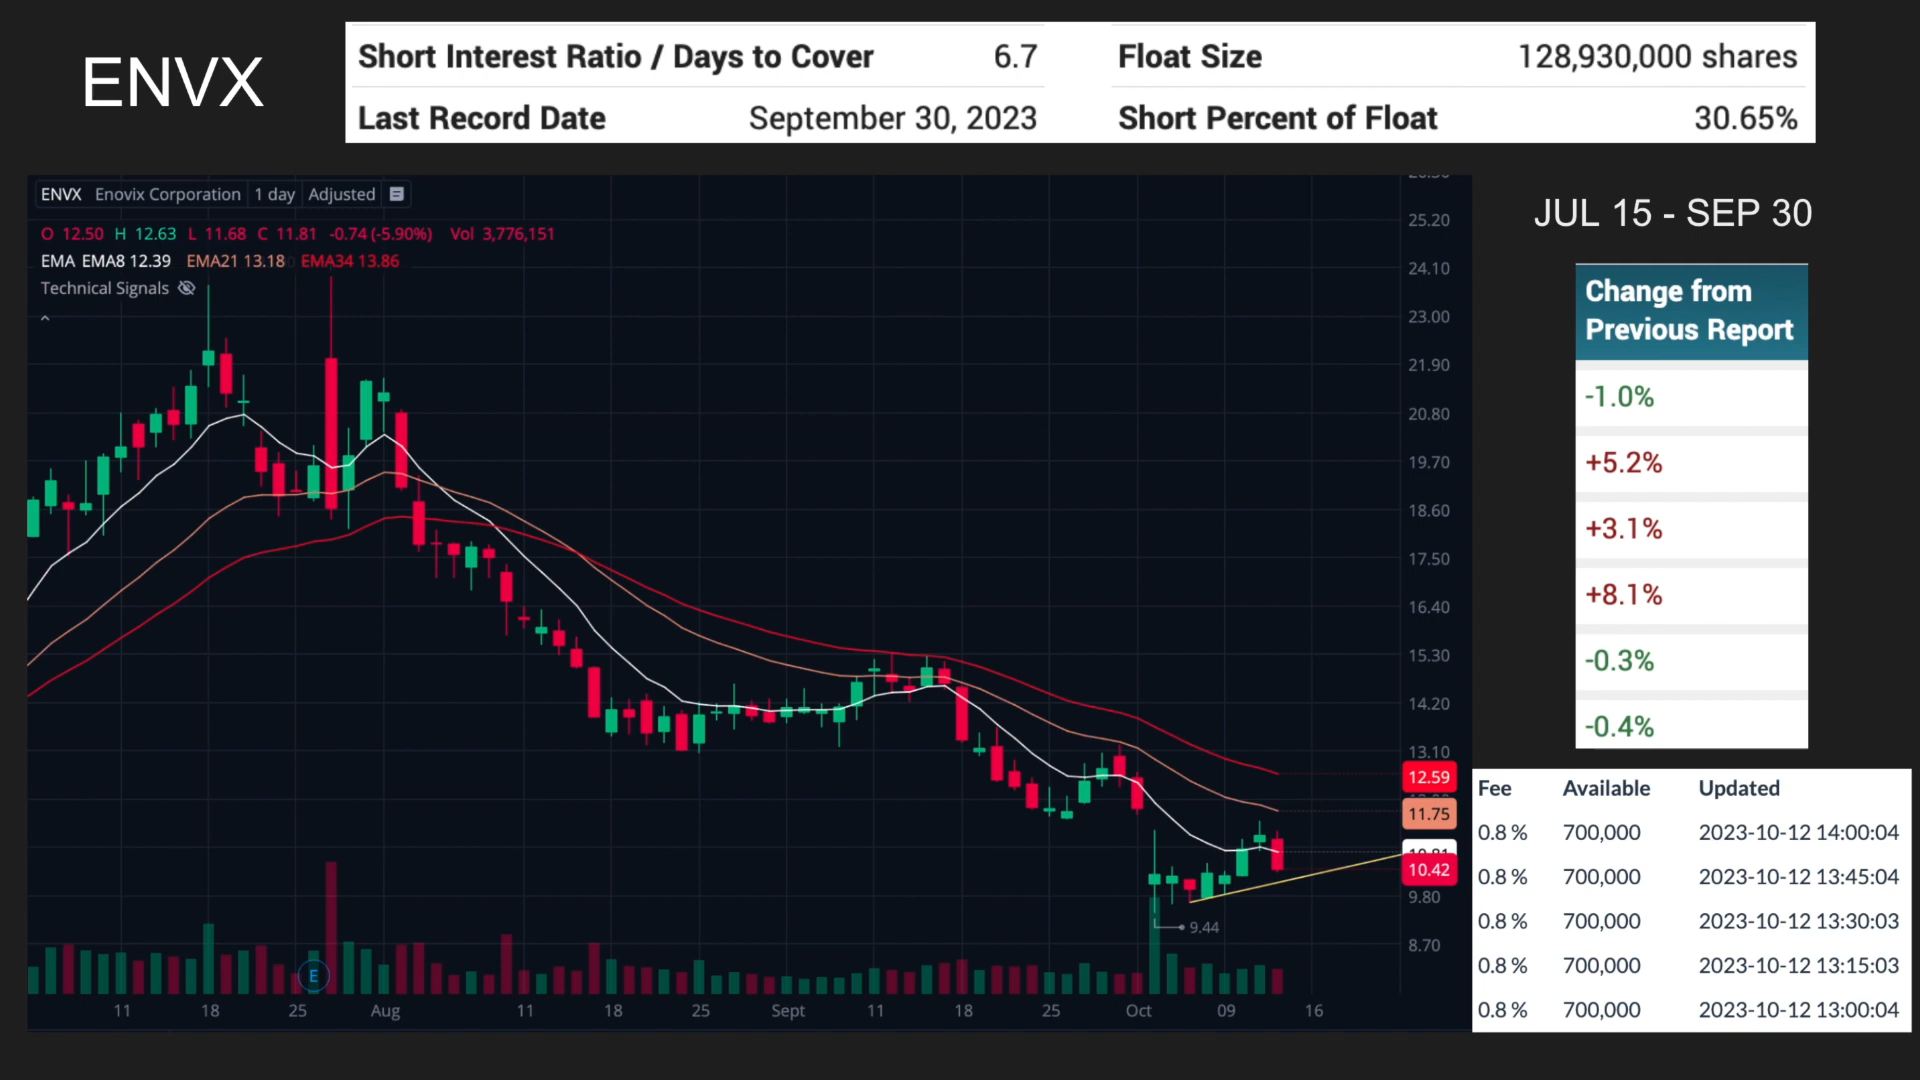 ENVX
Short Interest Ratio / Days to Cover 6.7
Last Record Date September 30, 2023
Float Size 128,930,000 shares
Short Percent of Float 30.65%
ENVX Enovix Corporation 1 day Adjusted
O 12.50 H 12.63 L 11.68 C 11.81 -0.74 (-5.90%) Vol 3,776,151
EMA EMA8 12.39 EMA21 13.18 EMA34 13.86
Technical Signals
25.20
24.10
23.00
21.90
20.80
19.70
18.60
17.50
16.40
15.30
14.20
13.10
12.59
11.75
10.42
9.80
8.70
9.44
E
11 18 25 Aug 11 18 25 Sept 11 18 25 Oct 09 16
JUL 15 - SEP 30
Change from
Previous Report
-1.0%
+5.2%
+3.1%
+8.1%
-0.3%
-0.4%
Fee Available Updated
0.8 % 700,000 2023-10-12 14:00:04
0.8 % 700,000 2023-10-12 13:45:04
0.8 % 700,000 2023-10-12 13:30:03
0.8 % 700,000 2023-10-12 13:15:03
0.8 % 700,000 2023-10-12 13:00:04